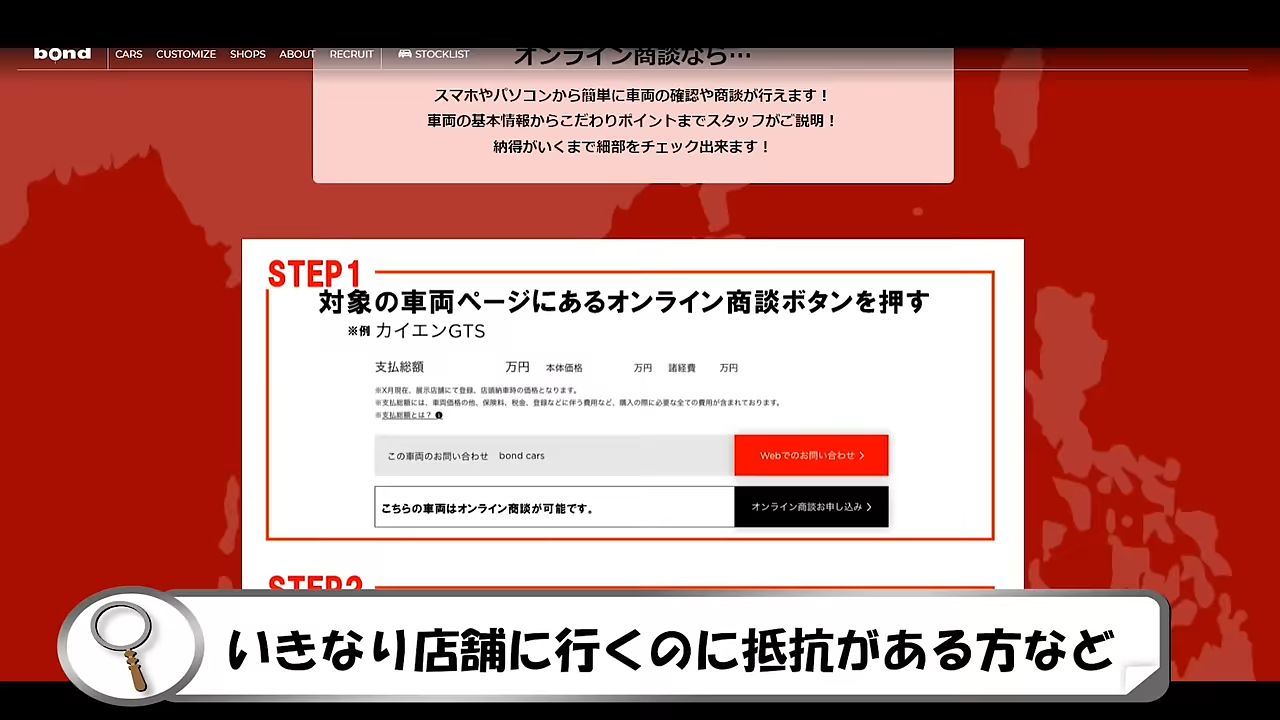 bond CARS CUSTOMIZE SHOPS ABOUT RECRUIT STOCKLIST
オンライン商談なら…
スマホやパソコンから簡単に車両の確認や商談が行えます！
車両の基本情報からこだわりポイントまでスタッフがご説明！
納得がいくまで細部をチェック出来ます！
STEP1
対象の車両ページにあるオンライン商談ボタンを押す
※例 カイエンGTS
支払総額 万円 本体価格 万円 諸経費 万円
※X月現在、展示店舗にて登録、店頭納車時の価格となります。
※支払総額には、車両価格の他、保険料、税金、登録などに伴う費用など、購入の際に必要な全ての費用が含まれております。
※支払総額とは？
この車両のお問い合わせ bond cars Webでのお問い合わせ
こちらの車両はオンライン商談が可能です。 オンライン商談お申し込み
STEP2
いきなり店舗に行くのに抵抗がある方など